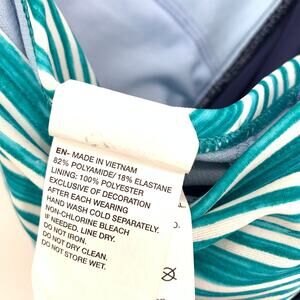 EN- MADE IN VIETNAM
82% POLYAMIDE/ 18% ELASTANE
LINING: 100% POLYESTER
EXCLUSIVE OF DECORATION
AFTER EACH WEARING
HAND WASH COLD SEPARATELY.
NON-CHLORINE BLEACH
IF NEEDED, LINE DRY.
DO NOT IRON.
DO NOT DRY CLEAN.
DO NOT STORE WET.